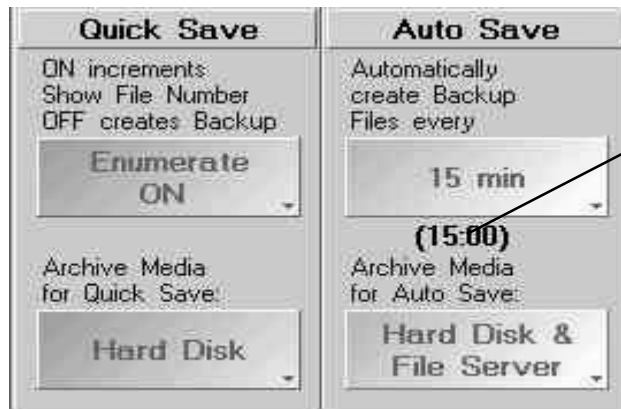 Quick Save
ON increments
Show File Number
OFF creates Backup
Enumerate
ON
Archive Media
for Quick Save:
Hard Disk
Auto Save
Automatically
create Backup
Files every
15 min
(15:00)
Archive Media
for Auto Save:
Hard Disk &
File Server